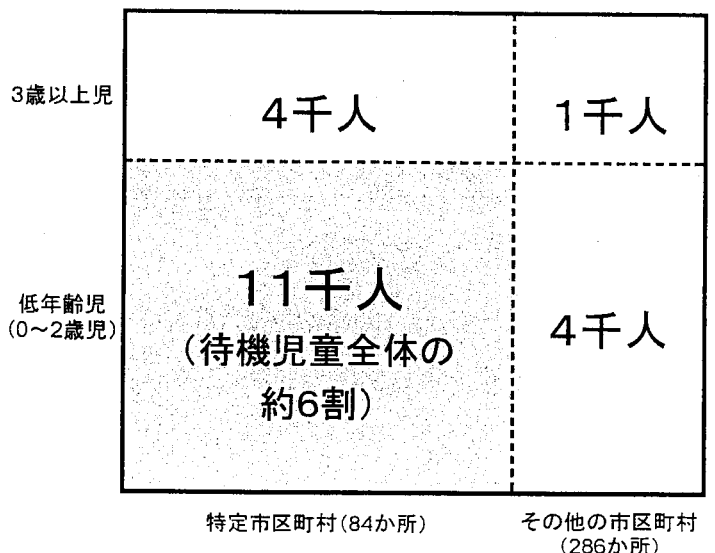 3歳以上児
4千人
1千人
低年齢児
(0〜2歳児)
11千人
(待機児童全体の
約6割)
4千人
特定市区町村(84か所)
その他の市区町村
(286か所)